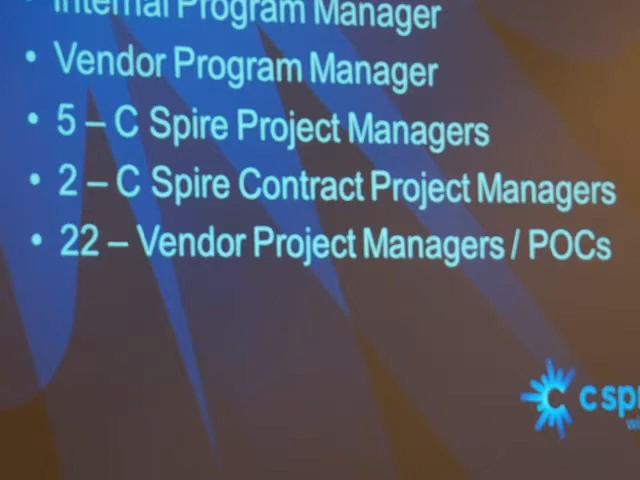 • Internal Program Manager
• Vendor Program Manager
• 5 – C Spire Project Managers
• 2 – C Spire Contract Project Managers
• 22 – Vendor Project Managers / POCs
c sp